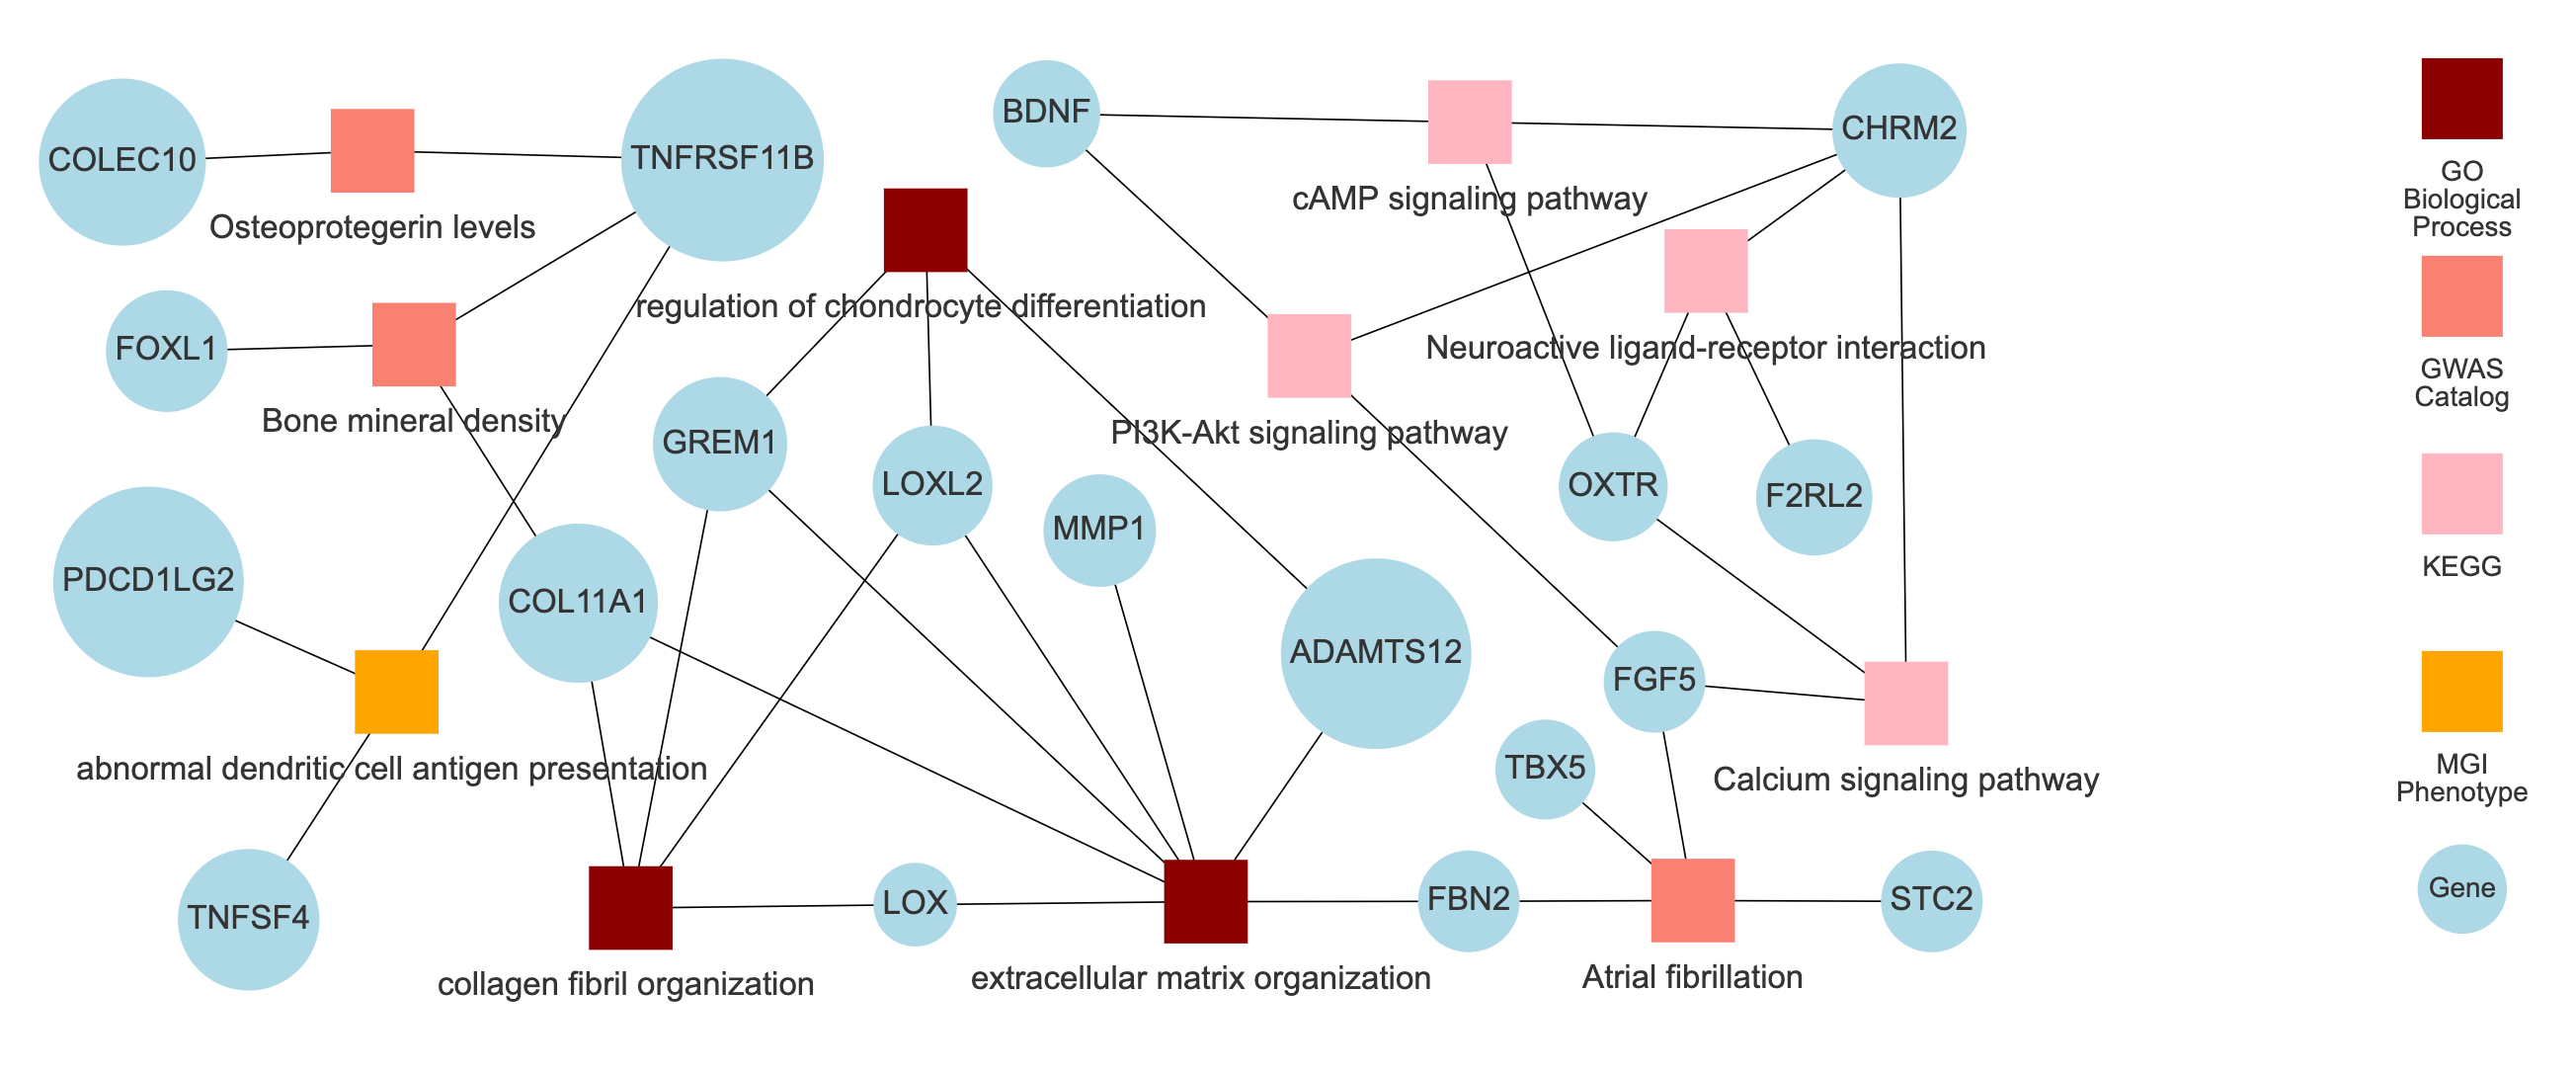 COLEC10
TNFRSF11B
Osteoprotegerin levels
BDNF
CHRM2
cAMP signaling pathway
regulation of chondrocyte differentiation
FOXL1
Bone mineral density
Neuroactive ligand-receptor interaction
PI3K-Akt signaling pathway
GREM1
LOXL2
MMP1
OXTR
F2RL2
PDCD1LG2
COL11A1
ADAMTS12
FGF5
TBX5
abnormal dendritic cell antigen presentation
Calcium signaling pathway
TNFSF4
LOX
FBN2
STC2
collagen fibril organization
extracellular matrix organization
Atrial fibrillation
GO
Biological
Process
GWAS
Catalog
KEGG
MGI
Phenotype
Gene